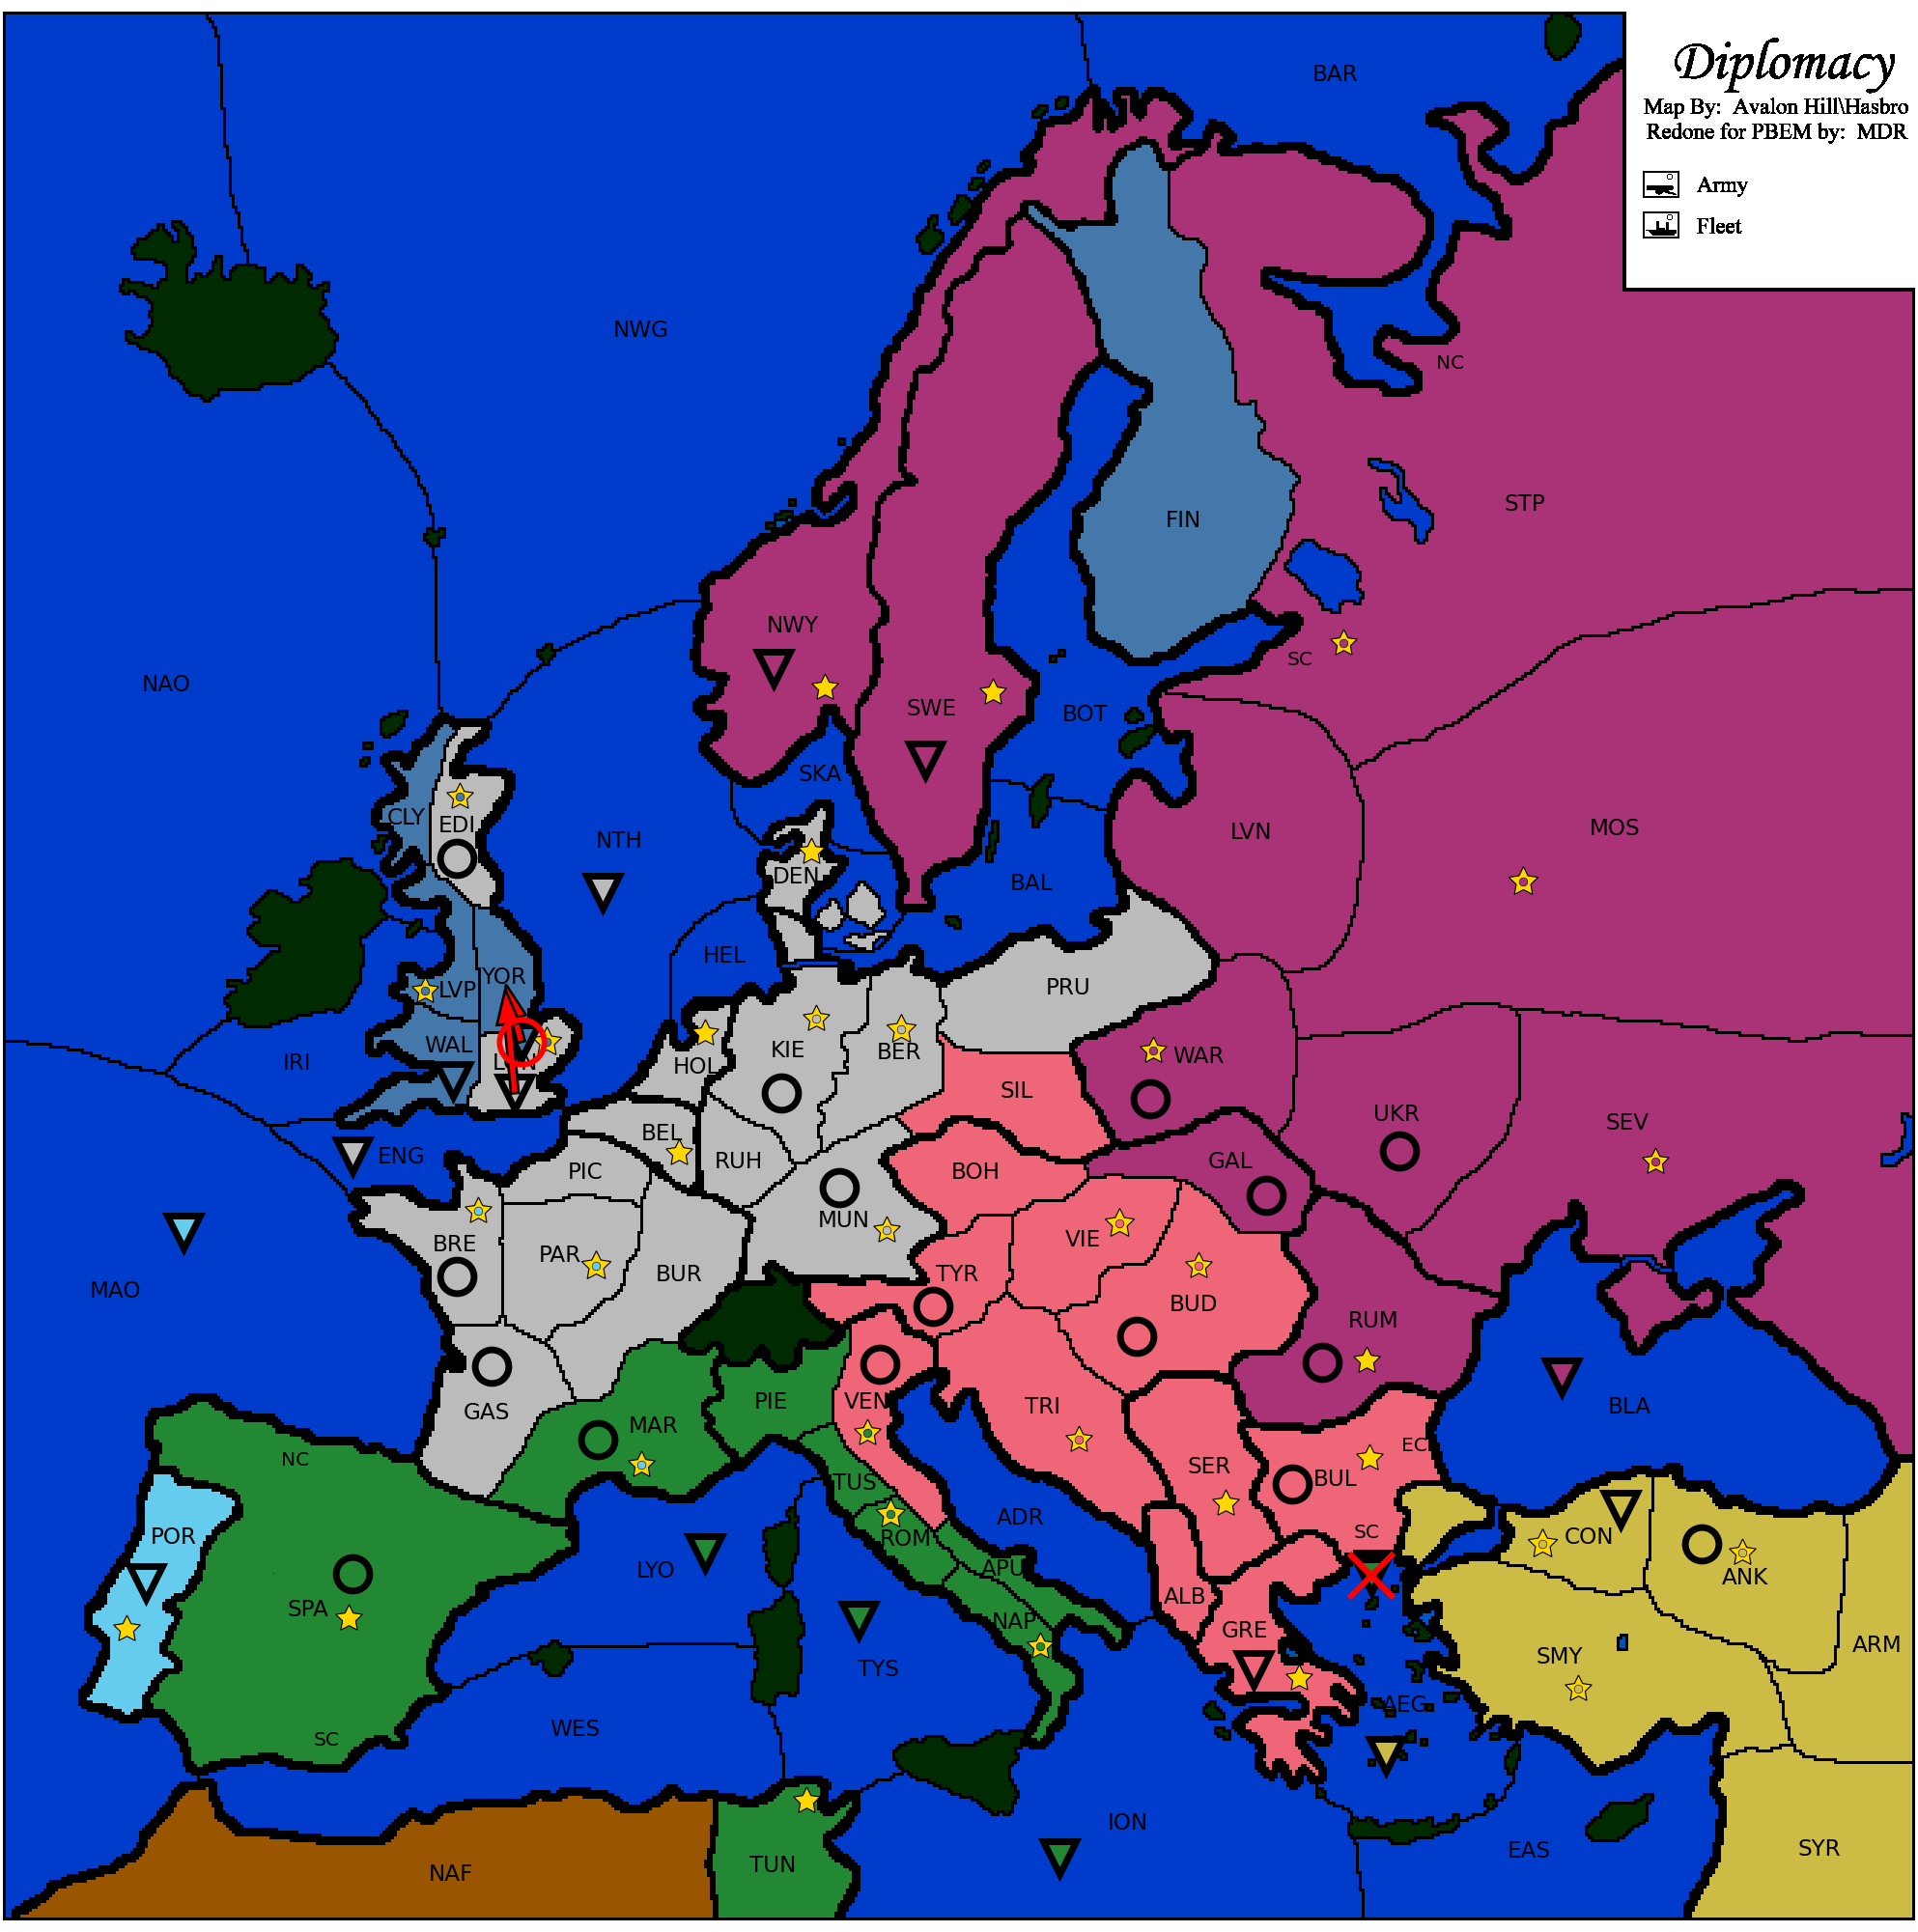 Diplomacy
Map By: Avalon Hill\Hasbro
Redone for PBEM by: MDR
Army
Fleet
BAR
NWG
NC
STP
FIN
NWY
SC
NAO
SWE
BOT
SKA
CLY
EDI
NTH
LVN
MOS
DEN
BAL
HEL
YOR
LVP
PRU
WAL
KIE
BER
HOL
WAR
IRI
SIL
UKR
SEV
BEL
ENG
PIC
RUH
BOH
GAL
MUN
BRE
PAR
BUR
VIE
TYR
MAO
BUD
RUM
GAS
PIE
VEN
TRI
BLA
MAR
NC
EC
SER
BUL
TUS
POR
ROM
ADR
SC
CON
LYO
APU
ANK
SPA
ALB
NAP
GRE
ARM
SMY
TYS
AEG
WES
SC
ION
EAS
SYR
NAF
TUN